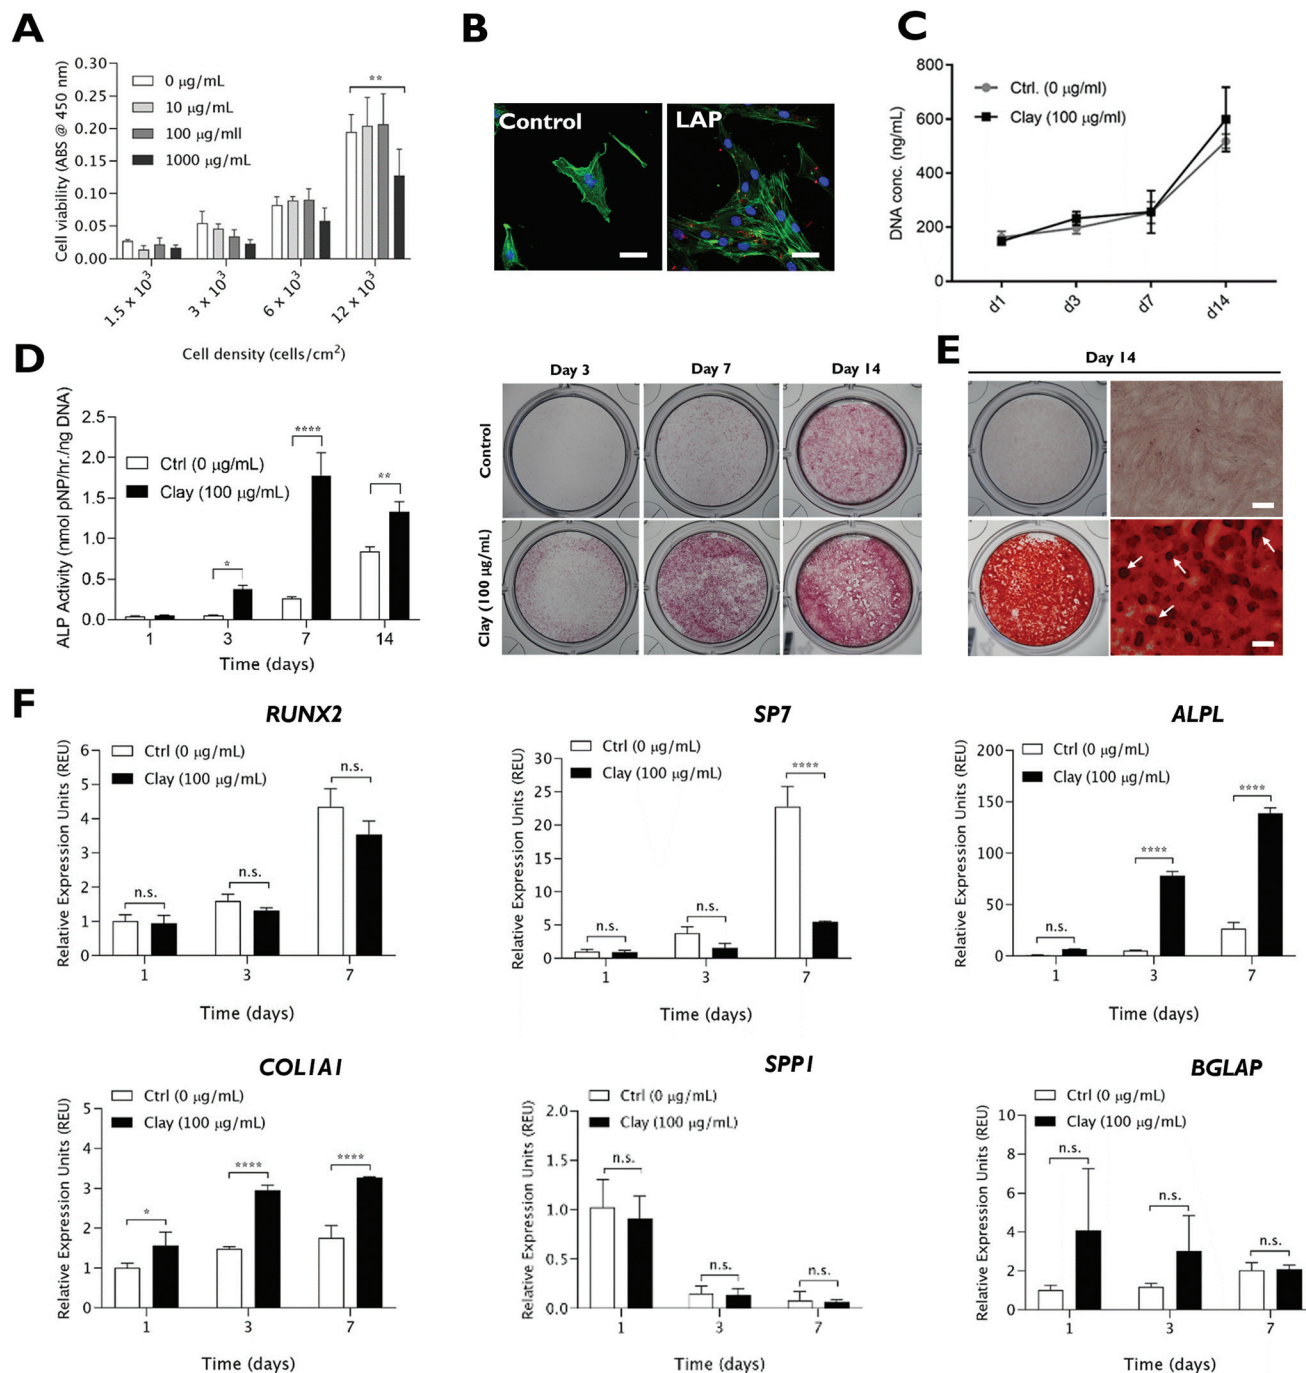 A
Cell viability (ABS @ 450 nm)
0.30
0.25
0.20
0.15
0.10
0.05
0.00
0 µg/mL
10 µg/mL
100 µg/mll
1000 µg/mL
**
1.5 x 10³
3 x 10³
6 x 10³
12 x 10³
Cell density (cells/cm²)
B
Control
LAP
C
DNA conc. (ng/mL)
800
600
400
200
0
Ctrl. (0 µg/ml)
Clay (100 µg/ml)
d1
d3
d7
d14
D
ALP Activity (nmol pNP/hr./ng DNA)
2.5
2.0
1.5
1.0
0.5
0.0
Ctrl (0 µg/mL)
Clay (100 µg/mL)
*
****
**
1
3
7
14
Time (days)
Day 3
Day 7
Day 14
Control
Clay (100 µg/mL)
E
Day 14
F
RUNX2
Relative Expression Units (REU)
6
5
4
3
2
1
0
Ctrl (0 µg/mL)
Clay (100 µg/mL)
n.s.
n.s.
n.s.
1
3
7
Time (days)
SP7
Relative Expression Units (REU)
30
25
20
15
10
5
0
Ctrl (0 µg/mL)
Clay (100 µg/mL)
n.s.
n.s.
****
1
3
7
Time (days)
ALPL
Relative Expression Units (REU)
200
150
100
50
0
Ctrl (0 µg/mL)
Clay (100 µg/mL)
n.s.
****
****
1
3
7
Time (days)
COL1A1
Relative Expression Units (REU)
5
4
3
2
1
0
Ctrl (0 µg/mL)
Clay (100 µg/mL)
*
****
****
1
3
7
Time (days)
SPP1
Relative Expression Units (REU)
2.0
1.5
1.0
0.5
0.0
Ctrl (0 µg/mL)
Clay (100 µg/mL)
n.s.
n.s.
n.s.
1
3
7
Time (days)
BGLAP
Relative Expression Units (REU)
10
8
6
4
2
0
Ctrl (0 µg/mL)
Clay (100 µg/mL)
n.s.
n.s.
n.s.
1
3
7
Time (days)